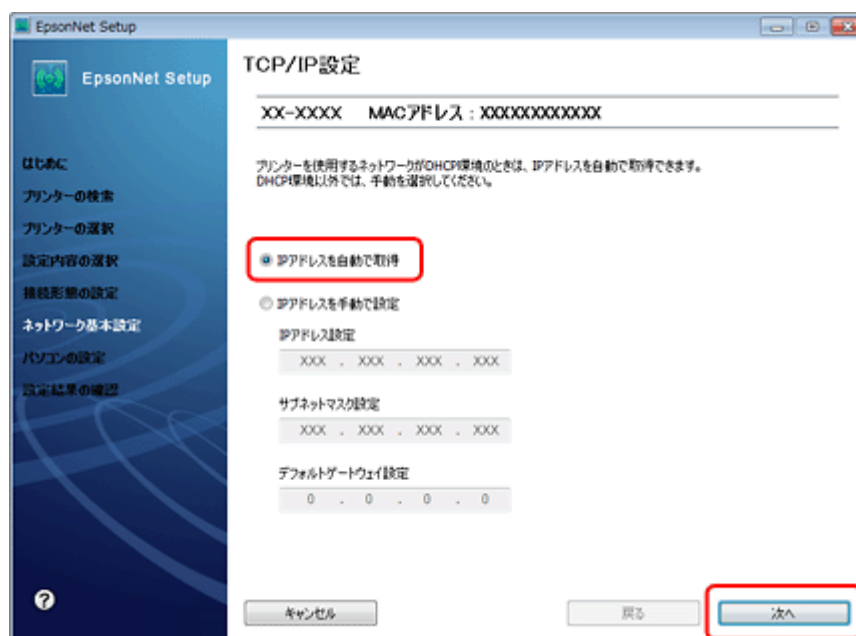 EpsonNet Setup
EpsonNet Setup
はじめに
プリンターの検索
プリンターの選択
設定内容の選択
接続形態の設定
ネットワーク基本設定
パソコンの設定
設定結果の確認
TCP/IP設定
XX-XXXX MACアドレス : XXXXXXXXXXXX
プリンターを使用するネットワークがDHCP環境のときは、IPアドレスを自動で取得できます。
DHCP環境以外では、手動を選択してください。
IPアドレスを自動で取得
IPアドレスを手動で設定
IPアドレス設定
XXX . XXX . XXX . XXX
サブネットマスク設定
XXX . XXX . XXX . XXX
デフォルトゲートウェイ設定
0 . 0 . 0 . 0
?
キャンセル
戻る
次へ